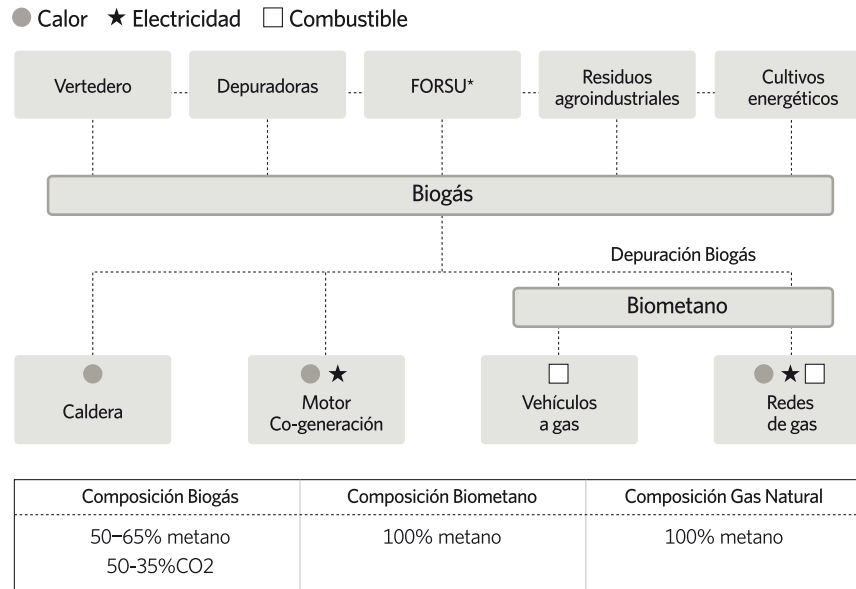 Calor ★ Electricidad Combustible
Vertedero
Depuradoras
FORSU*
Residuos
agroindustriales
Cultivos
energéticos
Biogás
Depuración Biogás
Biometano
Caldera
Motor
Co-generación
Vehículos
a gas
Redes
de gas
Composición Biogás
Composición Biometano
Composición Gas Natural
50–65% metano
100% metano
100% metano
50-35%CO2